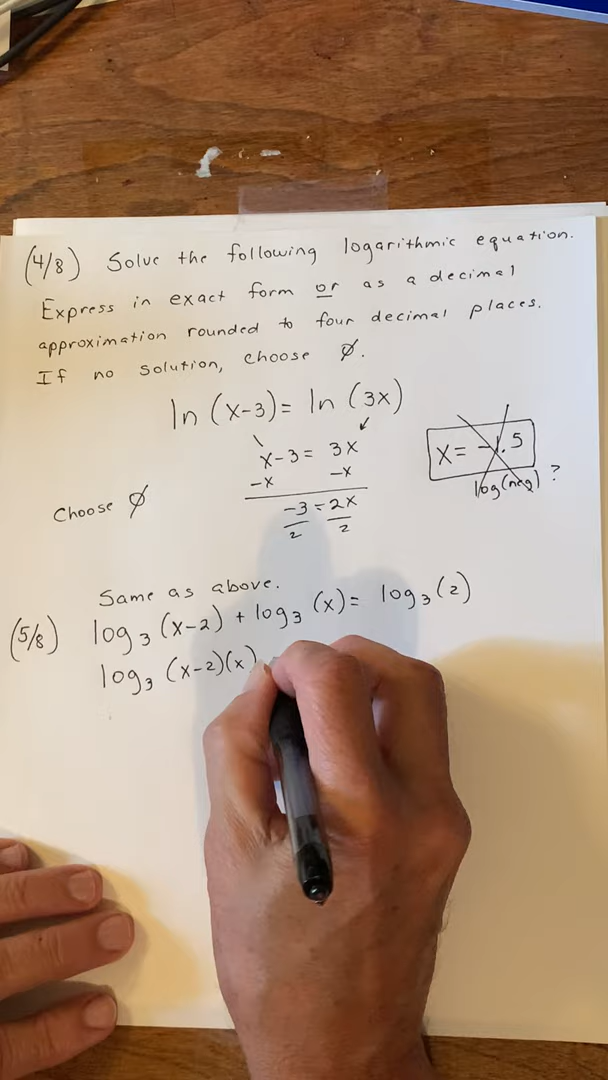 (4/8) Solve the following logarithmic equation.
Express in exact form or as a decimal
approximation rounded to four decimal places.
If no solution, choose ∅.
ln (x-3) = ln (3x)
x-3 = 3x
-x -x
-3 = 2x
2 2
x = -1.5
log(neg) ?
Choose ∅
Same as above.
(5/8) log₃ (x-2) + log₃ (x) = log₃ (2)
log₃ (x-2)(x)